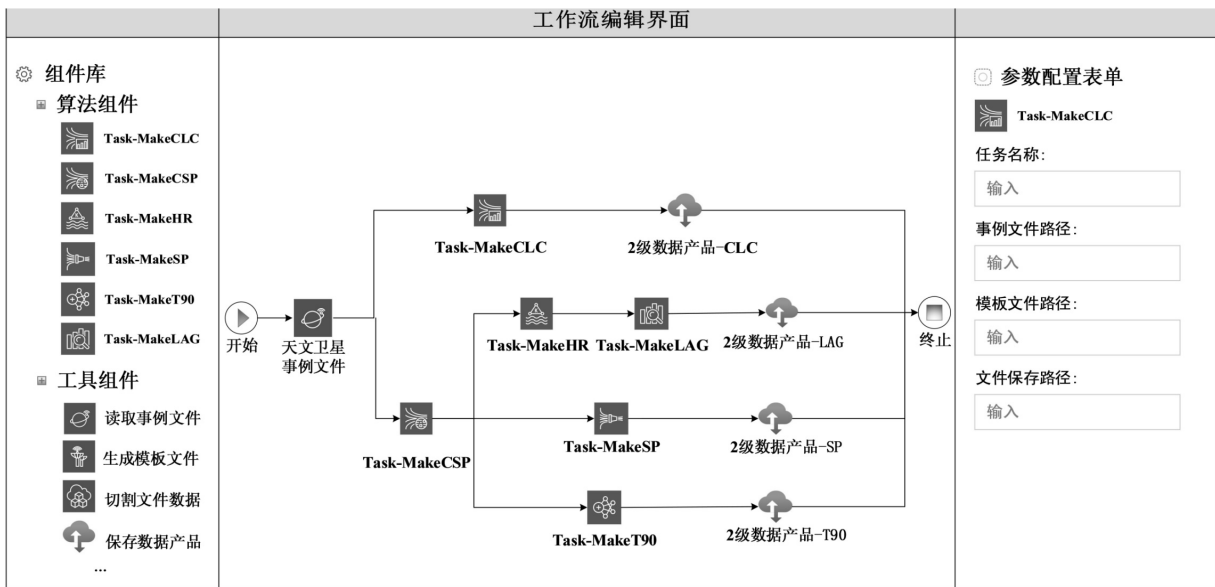 工作流编辑界面
组件库
算法组件
Task-MakeCLC
Task-MakeCSP
Task-MakeHR
Task-MakeSP
Task-MakeT90
Task-MakeLAG
工具组件
读取事例文件
生成模板文件
切割文件数据
保存数据产品
...
开始
天文卫星
事例文件
Task-MakeCLC
2级数据产品-CLC
Task-MakeHR
Task-MakeLAG
2级数据产品-LAG
终止
Task-MakeCSP
Task-MakeSP
2级数据产品-SP
Task-MakeT90
2级数据产品-T90
参数配置表单
Task-MakeCLC
任务名称:
输入
事例文件路径:
输入
模板文件路径:
输入
文件保存路径:
输入